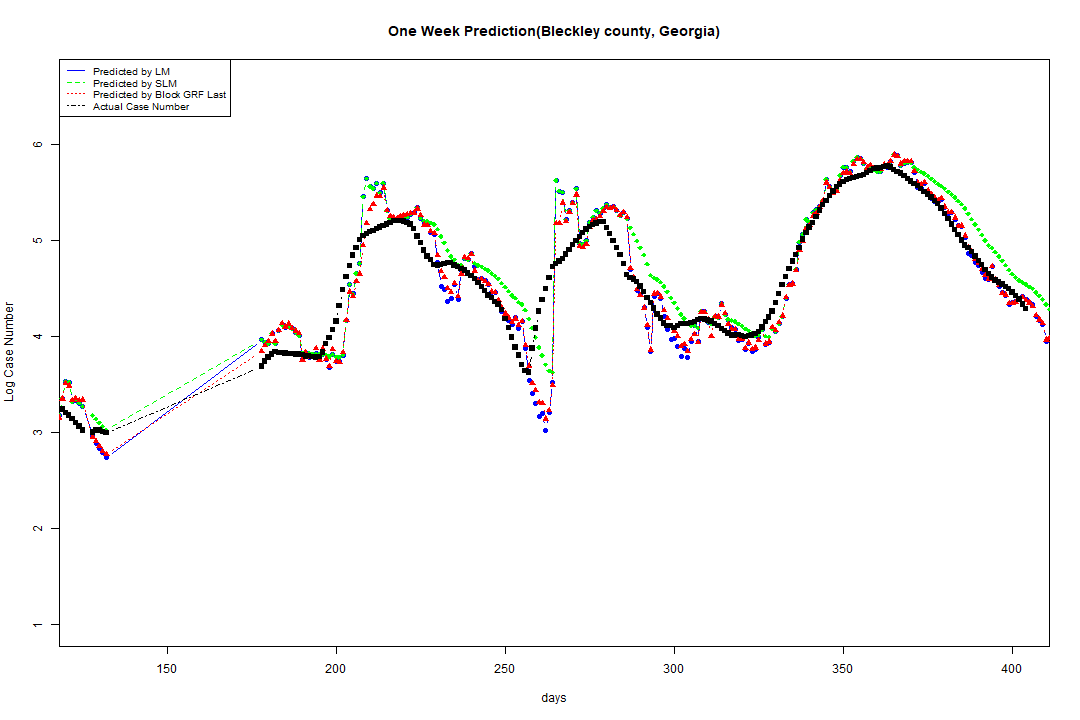 One Week Prediction(Bleckley county, Georgia)
Predicted by LM
Predicted by SLM
Predicted by Block GRF Last
Actual Case Number
Log Case Number
6
5
4
3
2
1
150 200 250 300 350 400
days